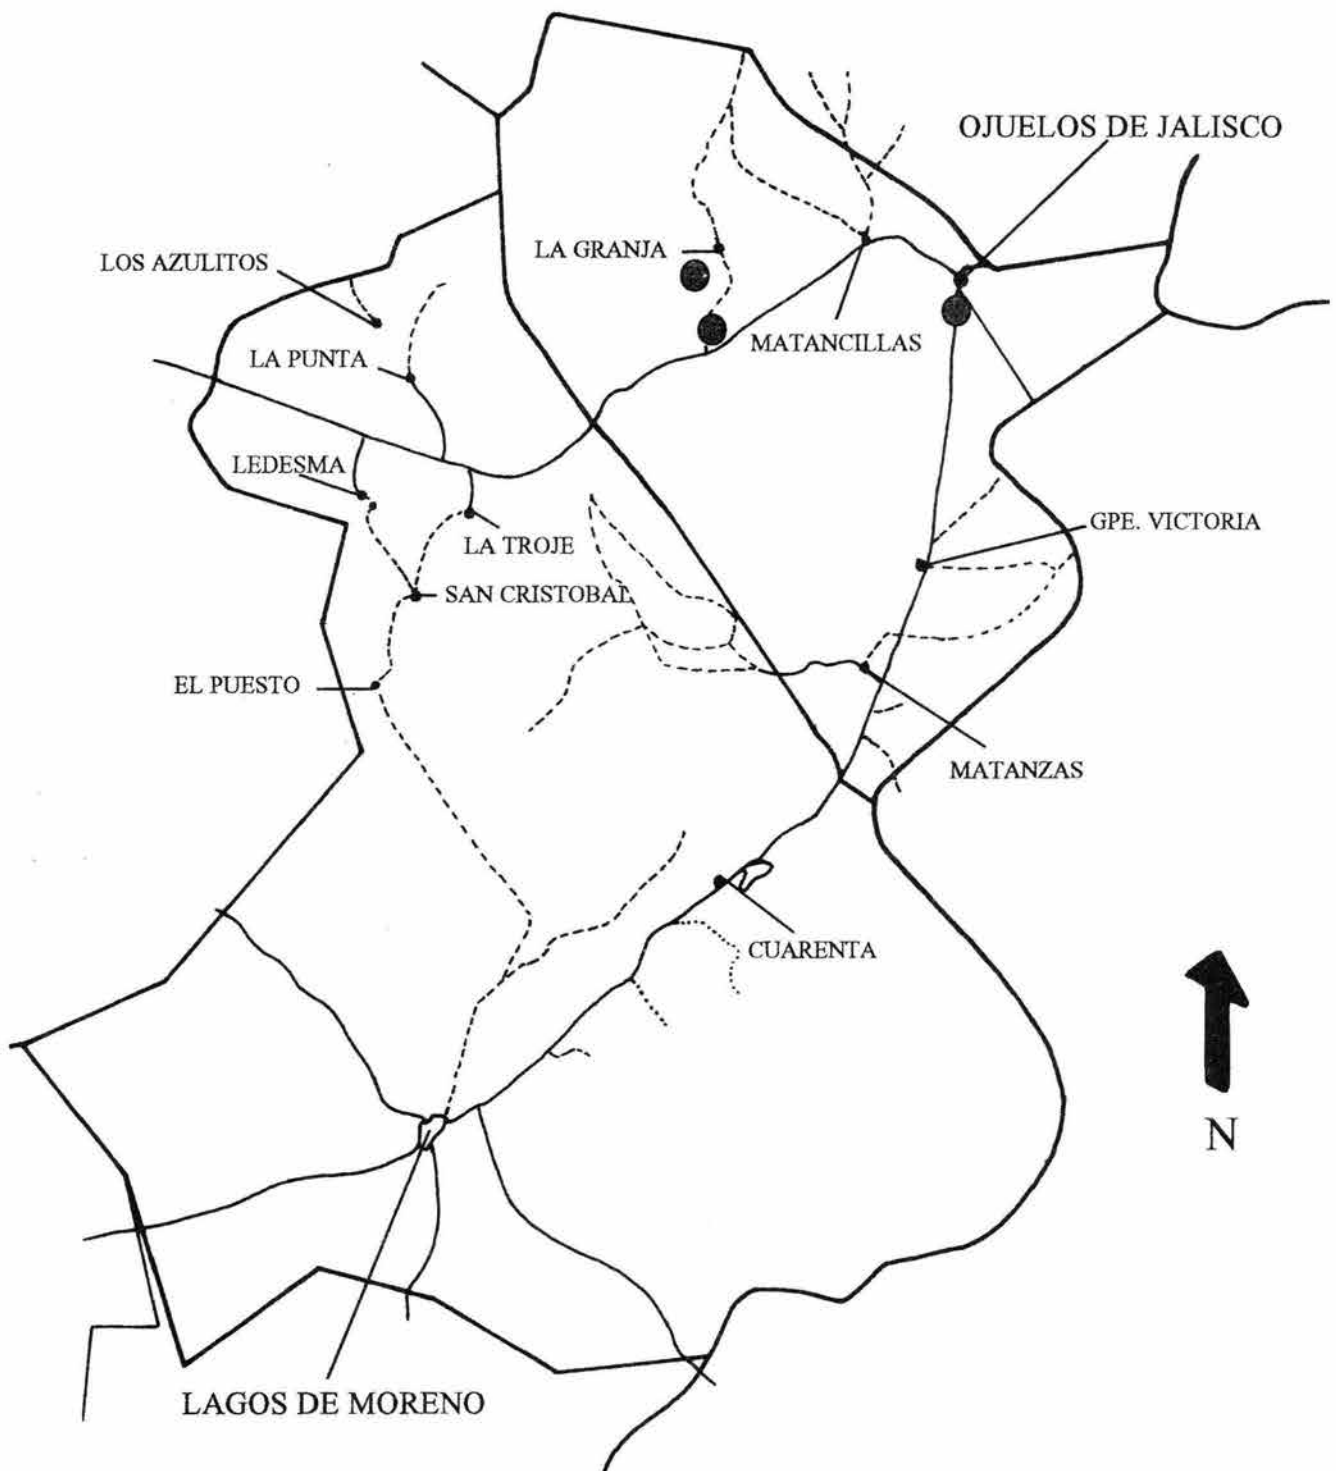 OJUELOS DE JALISCO
LA GRANJA
LOS AZULITOS
MATANCILLAS
LA PUNTA
LEDESMA
GPE. VICTORIA
LA TROJE
SAN CRISTOBAL
EL PUESTO
MATANZAS
CUARENTA
N
LAGOS DE MORENO